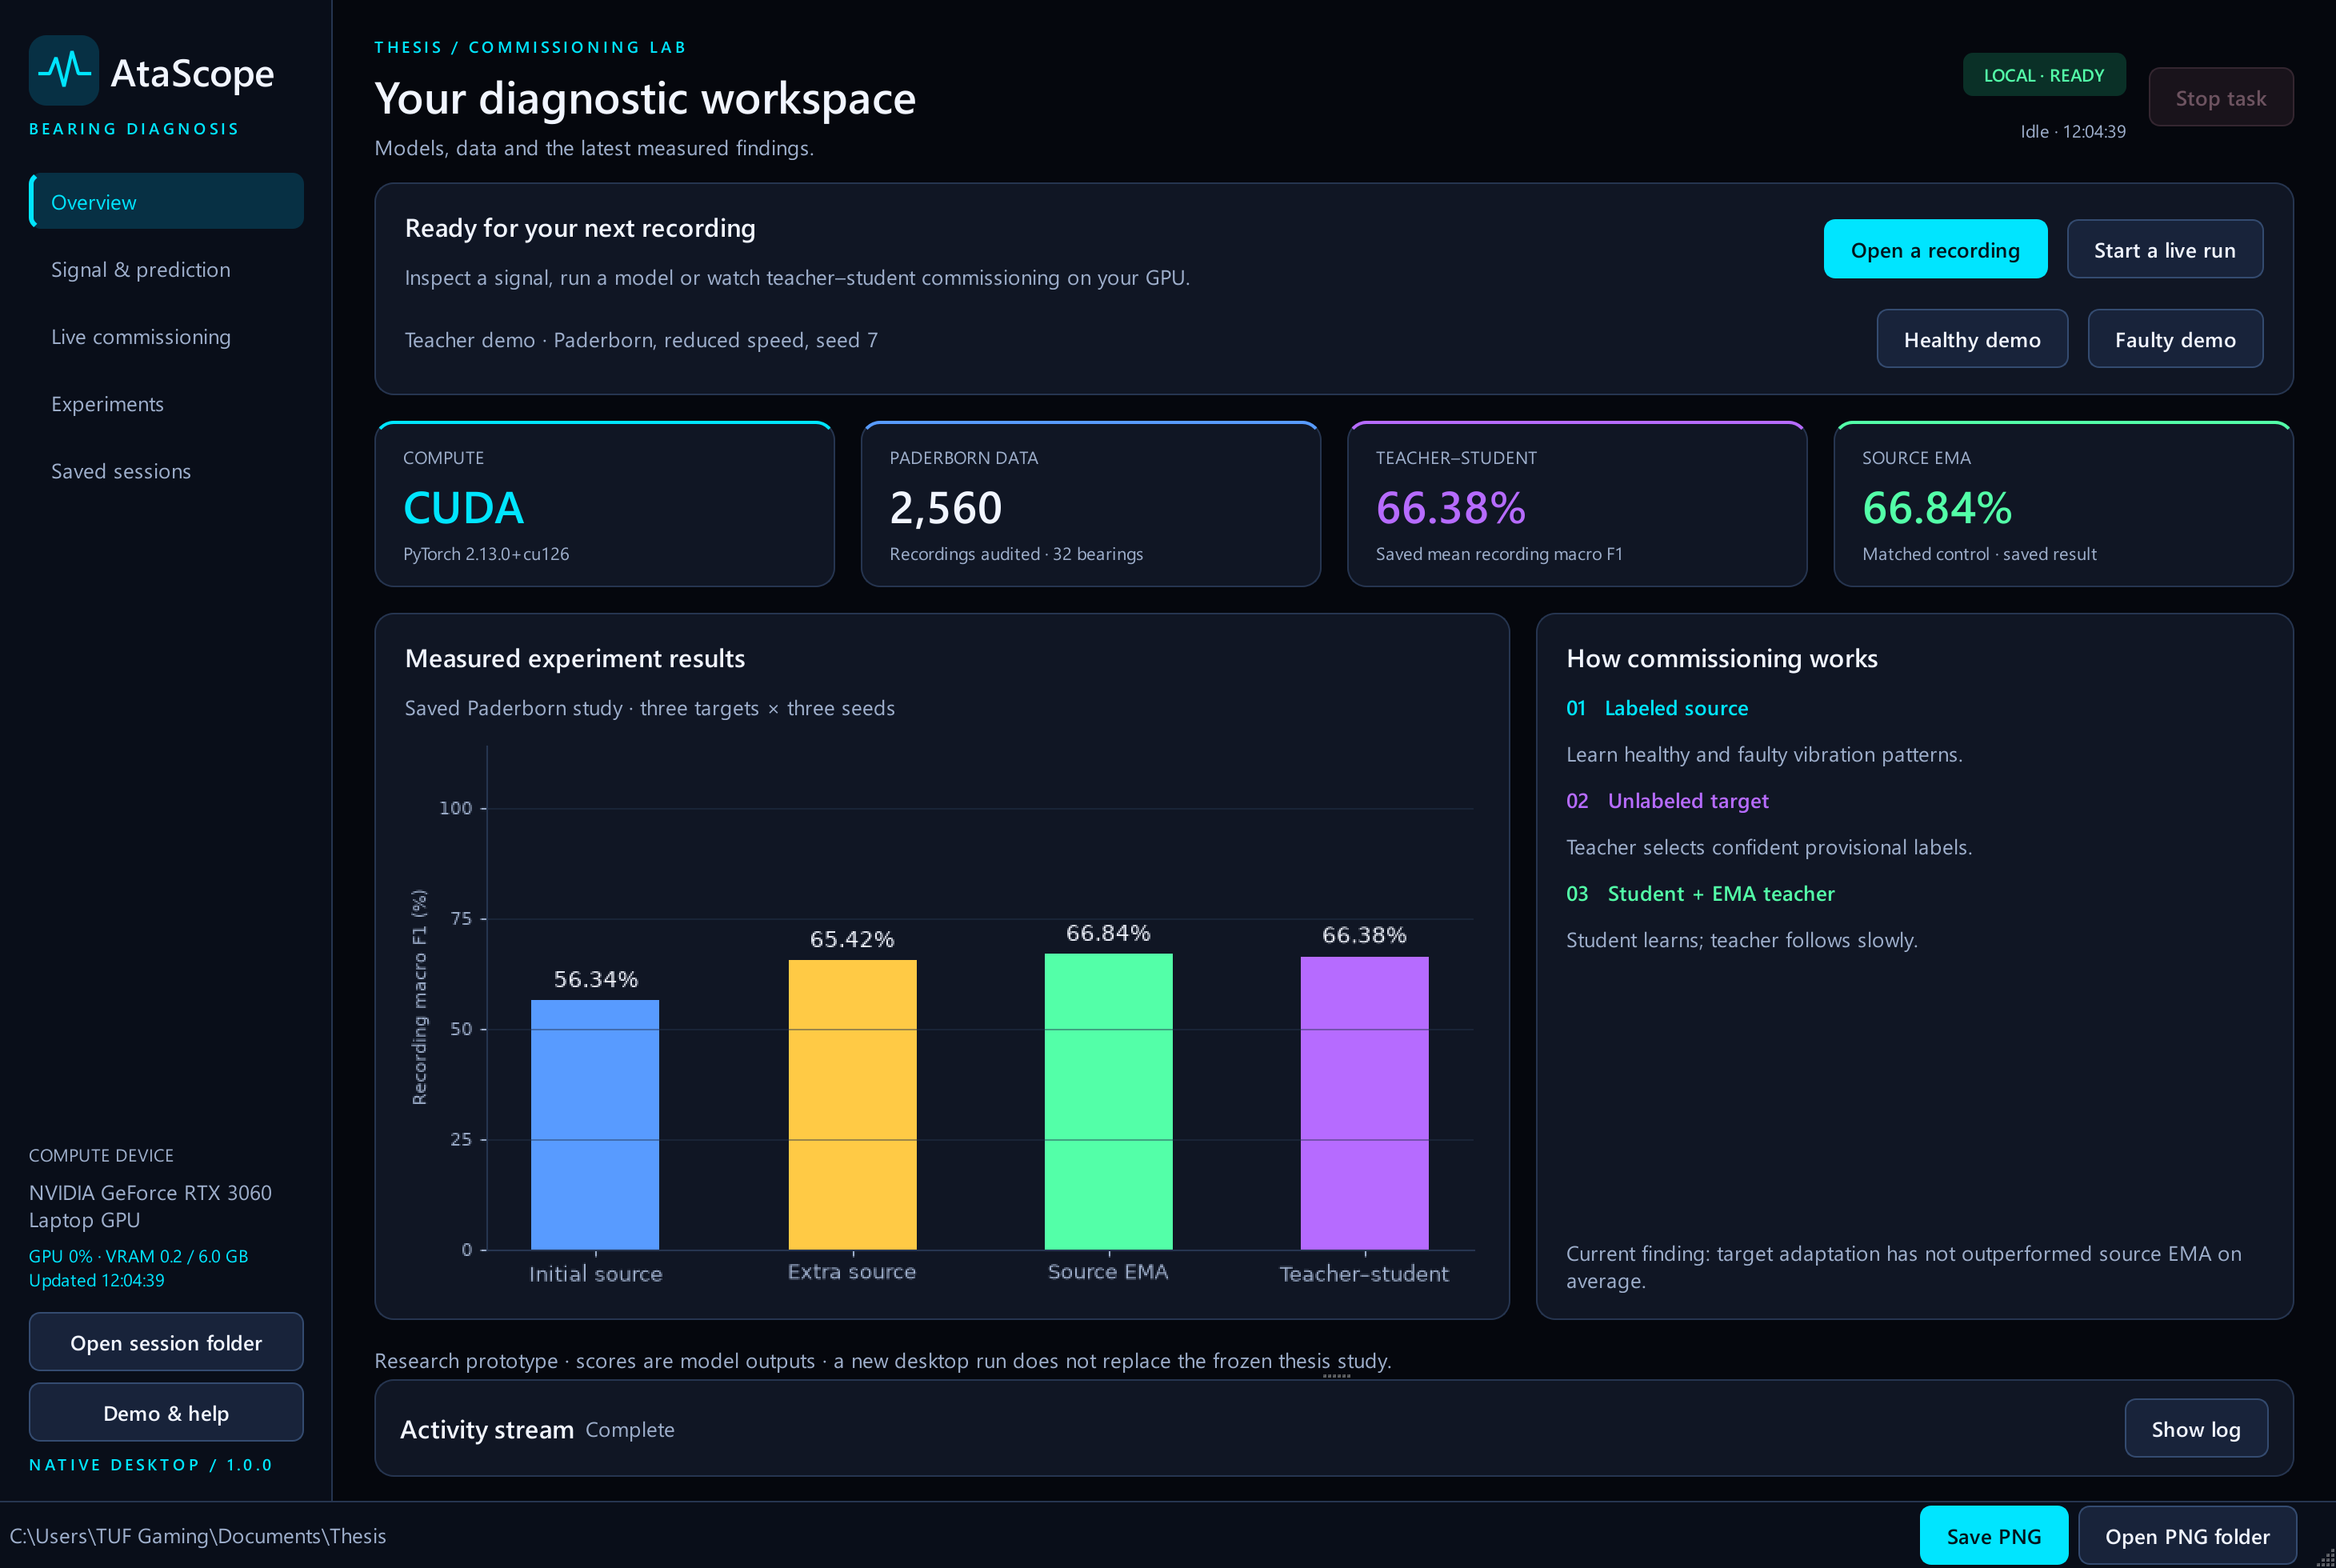 AtaScope
BEARING DIAGNOSIS
Overview
Signal & prediction
Live commissioning
Experiments
Saved sessions
COMPUTE DEVICE
NVIDIA GeForce RTX 3060
Laptop GPU
GPU 0% · VRAM 0.2 / 6.0 GB
Updated 12:04:39
Open session folder
Demo & help
NATIVE DESKTOP / 1.0.0
THESIS / COMMISSIONING LAB
Your diagnostic workspace
Models, data and the latest measured findings.
LOCAL · READY
Idle · 12:04:39
Stop task
Ready for your next recording
Inspect a signal, run a model or watch teacher–student commissioning on your GPU.
Teacher demo · Paderborn, reduced speed, seed 7
Open a recording
Start a live run
Healthy demo
Faulty demo
COMPUTE
CUDA
PyTorch 2.13.0+cu126
PADERBORN DATA
2,560
Recordings audited · 32 bearings
TEACHER–STUDENT
66.38%
Saved mean recording macro F1
SOURCE EMA
66.84%
Matched control · saved result
Measured experiment results
Saved Paderborn study · three targets × three seeds
Recording macro F1 (%)
100
75
50
25
0
56.34%
65.42%
66.84%
66.38%
Initial source
Extra source
Source EMA
Teacher–student
How commissioning works
01 Labeled source
Learn healthy and faulty vibration patterns.
02 Unlabeled target
Teacher selects confident provisional labels.
03 Student + EMA teacher
Student learns; teacher follows slowly.
Current finding: target adaptation has not outperformed source EMA on
average.
Research prototype · scores are model outputs · a new desktop run does not replace the frozen thesis study.
Activity stream Complete
Show log
C:\Users\TUF Gaming\Documents\Thesis
Save PNG
Open PNG folder